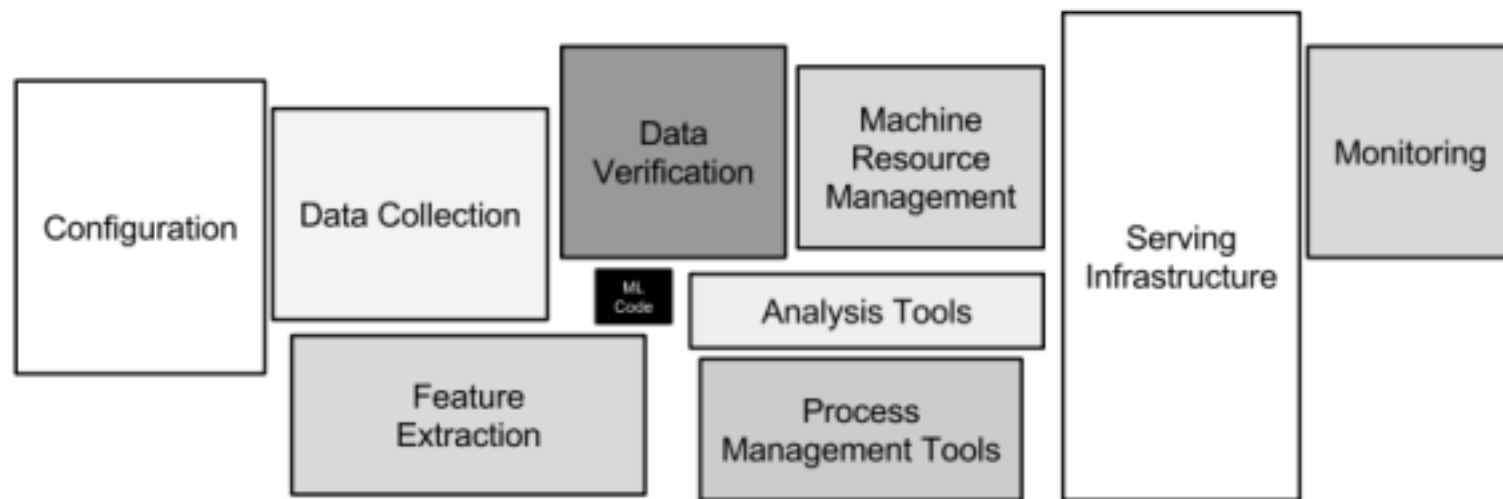 Configuration
Data Collection
Feature
Extraction
Data
Verification
ML
Code
Machine
Resource
Management
Analysis Tools
Process
Management Tools
Serving
Infrastructure
Monitoring